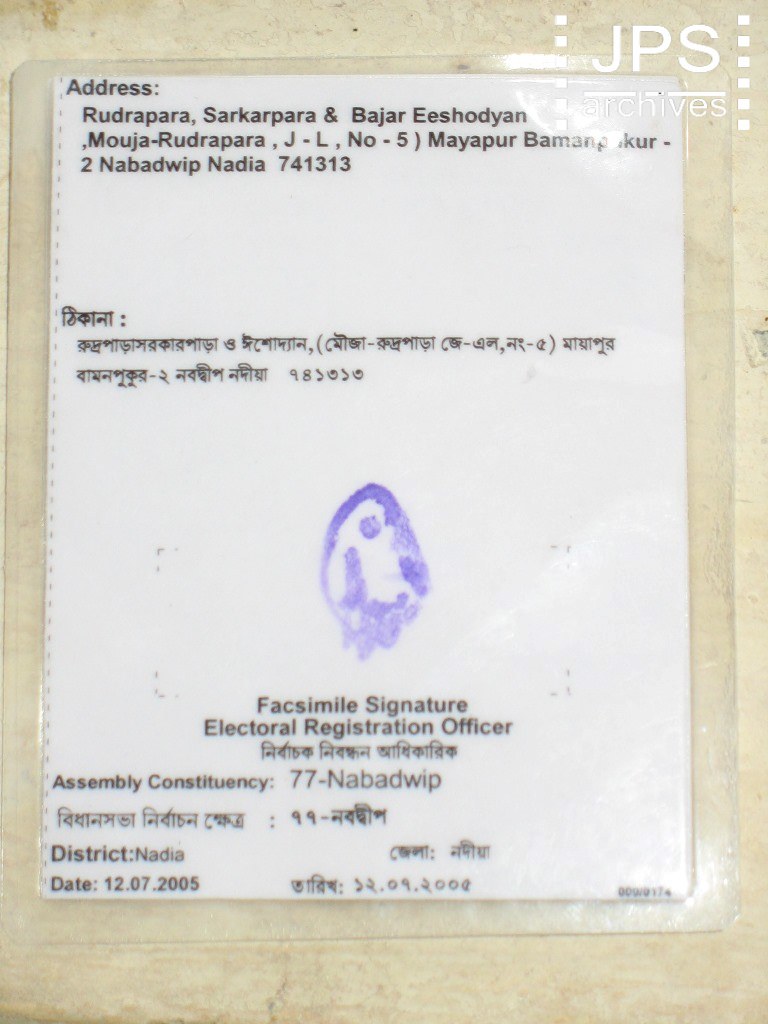 JPS
archives
Address:
Rudrapara, Sarkarpara & Bajar Eeshodyan
,Mouja-Rudrapara , J - L , No - 5 ) Mayapur -
2 Nabadwip Nadia 741313
ঠিকানা :
রুদ্রপাড়াসরকারপাড়া ও ঈশোদ্যান,(মৌজা-রুদ্রপাড়া জে-এল,নং-৫) মায়াপুর
বামনপুকুর-২ নবদ্বীপ নদীয়া ৭৪১৩১৩
Facsimile Signature
Electoral Registration Officer
নির্বাচক নিবন্ধন আধিকারিক
Assembly Constituency: 77-Nabadwip
বিধানসভা নির্বাচন ক্ষেত্র : ৭৭-নবদ্বীপ
District:Nadia জেলা: নদীয়া
Date: 12.07.2005 তারিখ: ১২.০৭.২০০৫